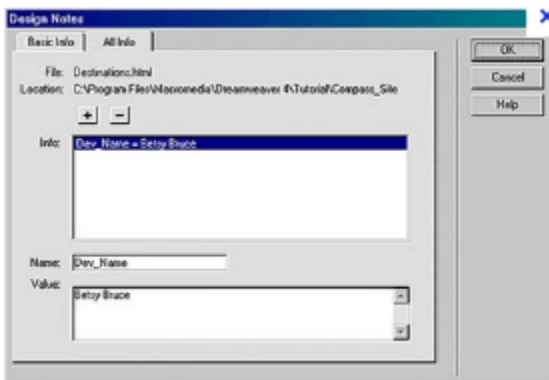 Design Notes
Basic Info All Info
OK
File: Destinations.html
Cancel
Location: C:\Program Files\Macromedia\Dreamweaver 4\Tutorial\Compass_Site
Help
+ -
Info: Dev_Name = Betsy Bruce
Name: Dev_Name
Value: Betsy Bruce